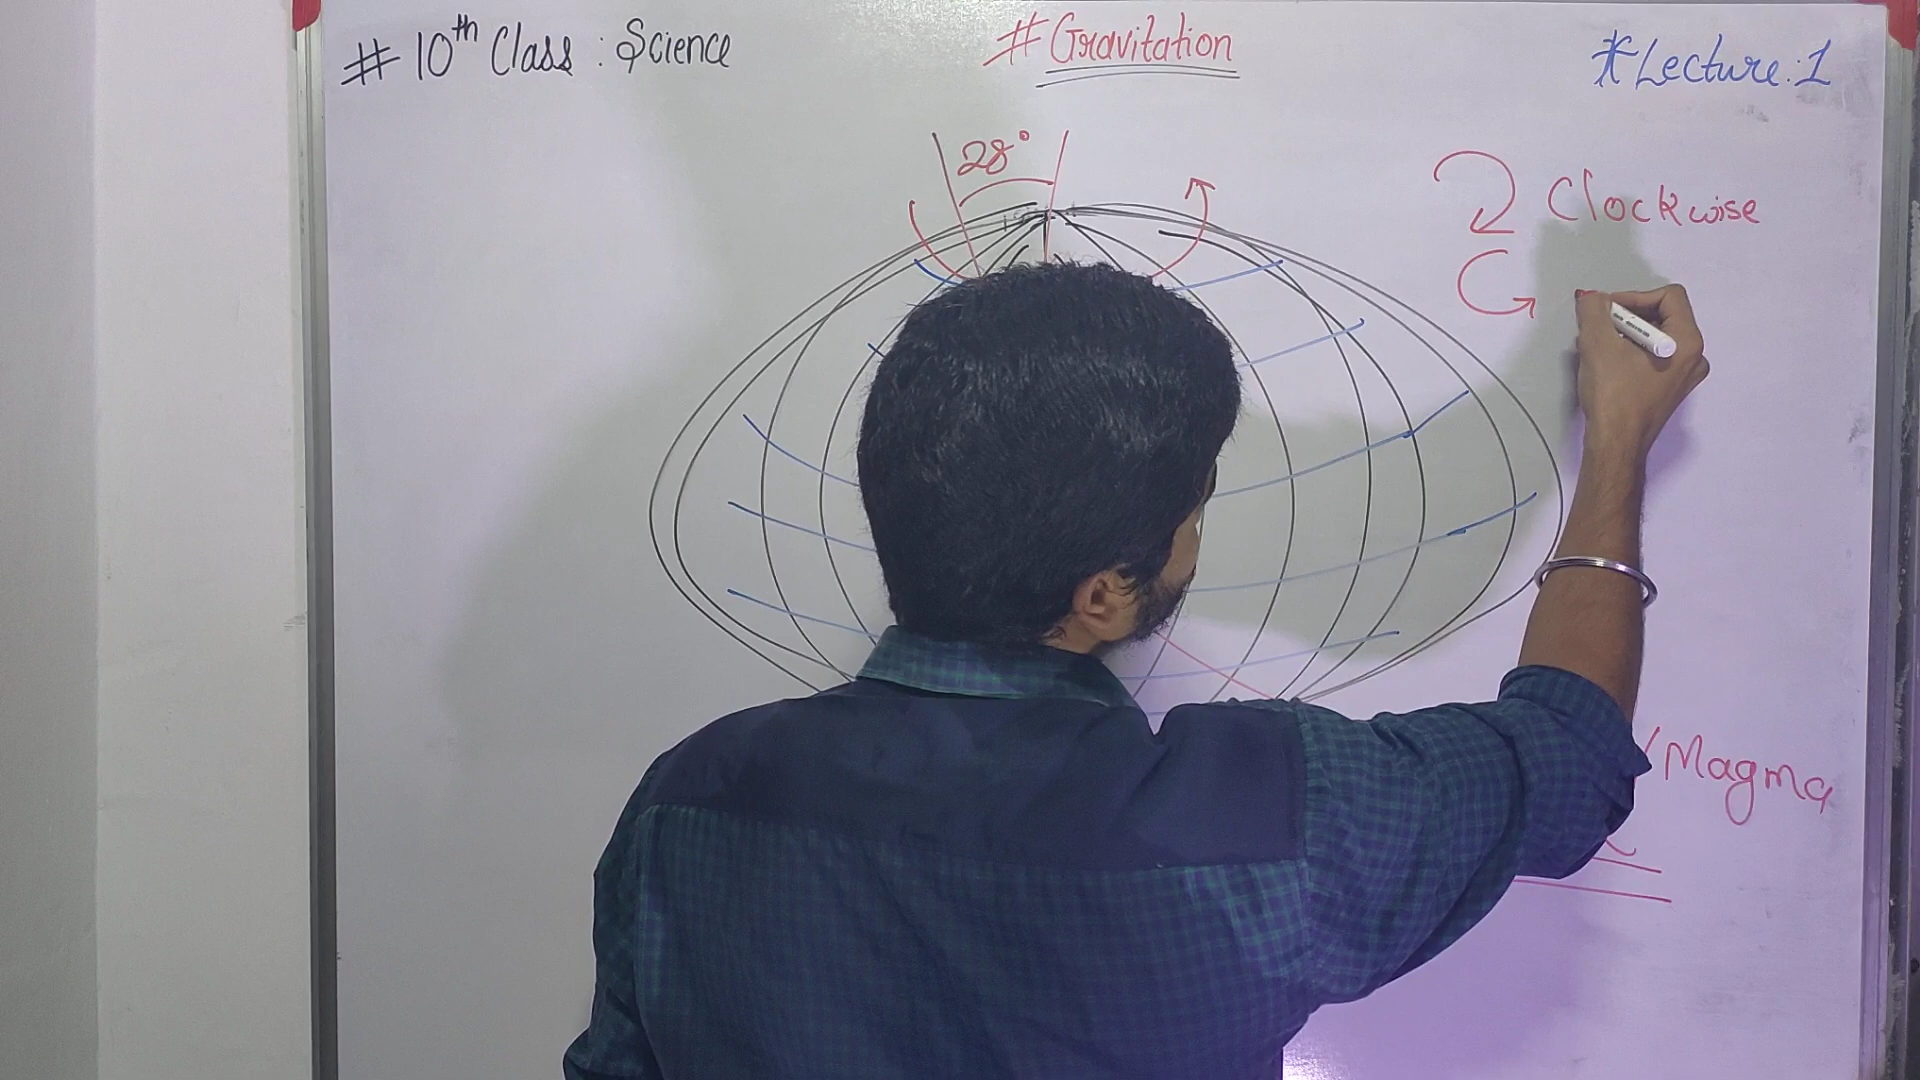 # 10th Class : Science
# Gravitation
* Lecture : 1
28°
Clockwise
Magma